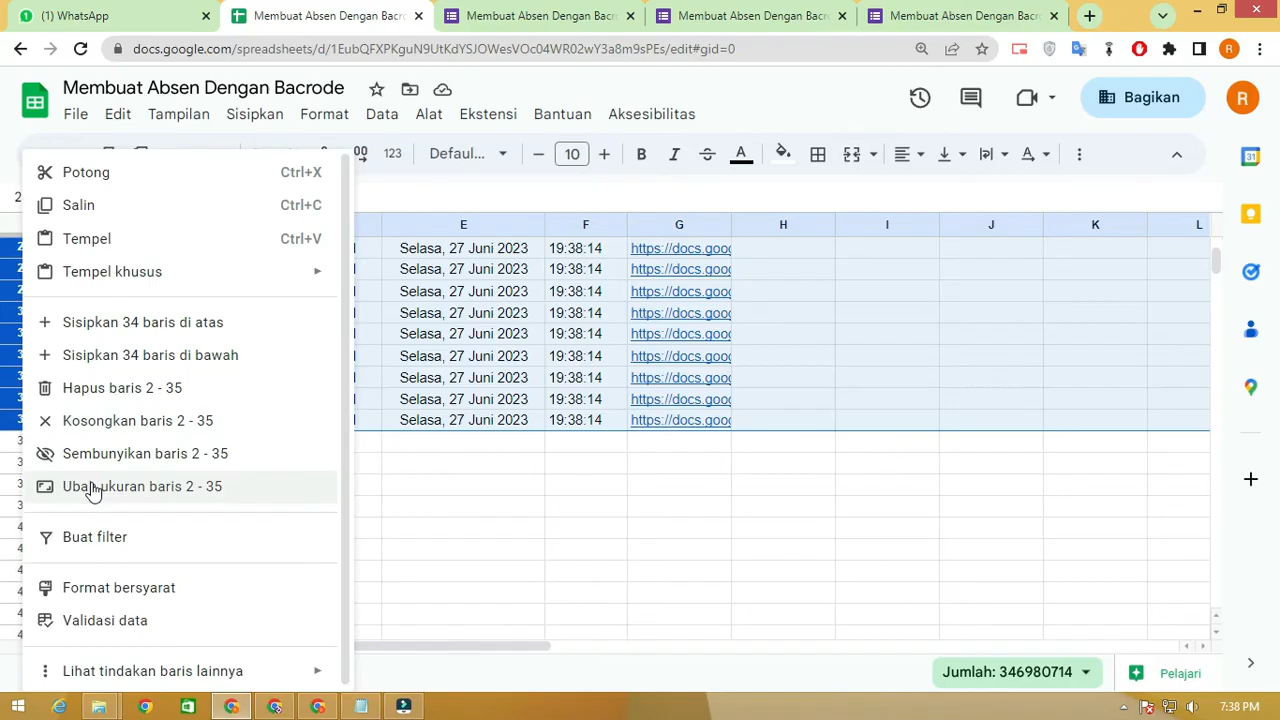 (1) WhatsApp
Membuat Absen Dengan Bacrode
Membuat Absen Dengan Bacro
Membuat Absen Dengan Bacro
Membuat Absen Dengan Bacro
docs.google.com/spreadsheets/d/1EubQFXPKguN9UtKdYSJOWesVOc04WR02wY3a8m9sPEs/edit#gid=0
R
Membuat Absen Dengan Bacrode
Bagikan
R
File Edit Tampilan Sisipkan Format Data Alat Ekstensi Bantuan Aksesibilitas
00 123 Defaul... 10 B I S A
E F G H I J K L
Selasa, 27 Juni 2023 19:38:14 https://docs.goog
Selasa, 27 Juni 2023 19:38:14 https://docs.goog
Selasa, 27 Juni 2023 19:38:14 https://docs.goog
Selasa, 27 Juni 2023 19:38:14 https://docs.goog
Selasa, 27 Juni 2023 19:38:14 https://docs.goog
Selasa, 27 Juni 2023 19:38:14 https://docs.goog
Selasa, 27 Juni 2023 19:38:14 https://docs.goog
Selasa, 27 Juni 2023 19:38:14 https://docs.goog
Selasa, 27 Juni 2023 19:38:14 https://docs.goog
Potong Ctrl+X
Salin Ctrl+C
Tempel Ctrl+V
Tempel khusus
Sisipkan 34 baris di atas
Sisipkan 34 baris di bawah
Hapus baris 2 - 35
Kosongkan baris 2 - 35
Sembunyikan baris 2 - 35
Ubah ukuran baris 2 - 35
Buat filter
Format bersyarat
Validasi data
Lihat tindakan baris lainnya
Jumlah: 346980714
Pelajari
7:38 PM